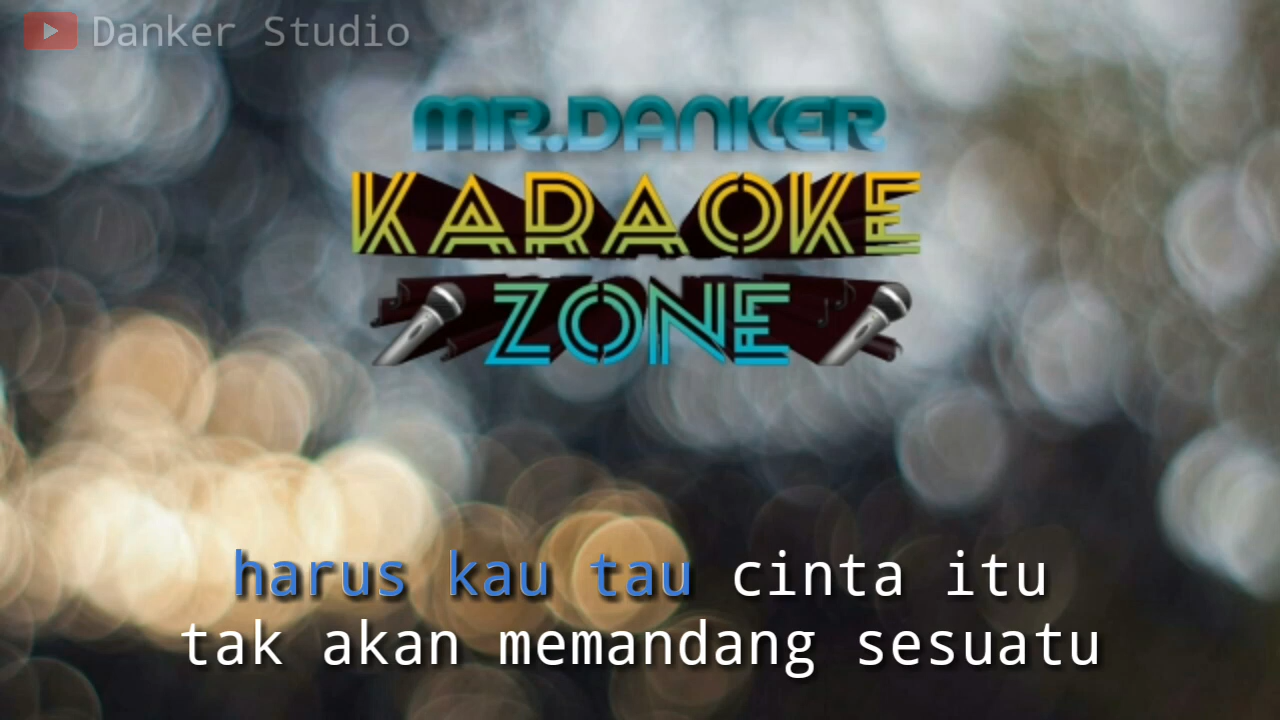 Danker Studio
MR.DANKER
KARAOKE
ZONE
harus kau tau cinta itu
tak akan memandang sesuatu